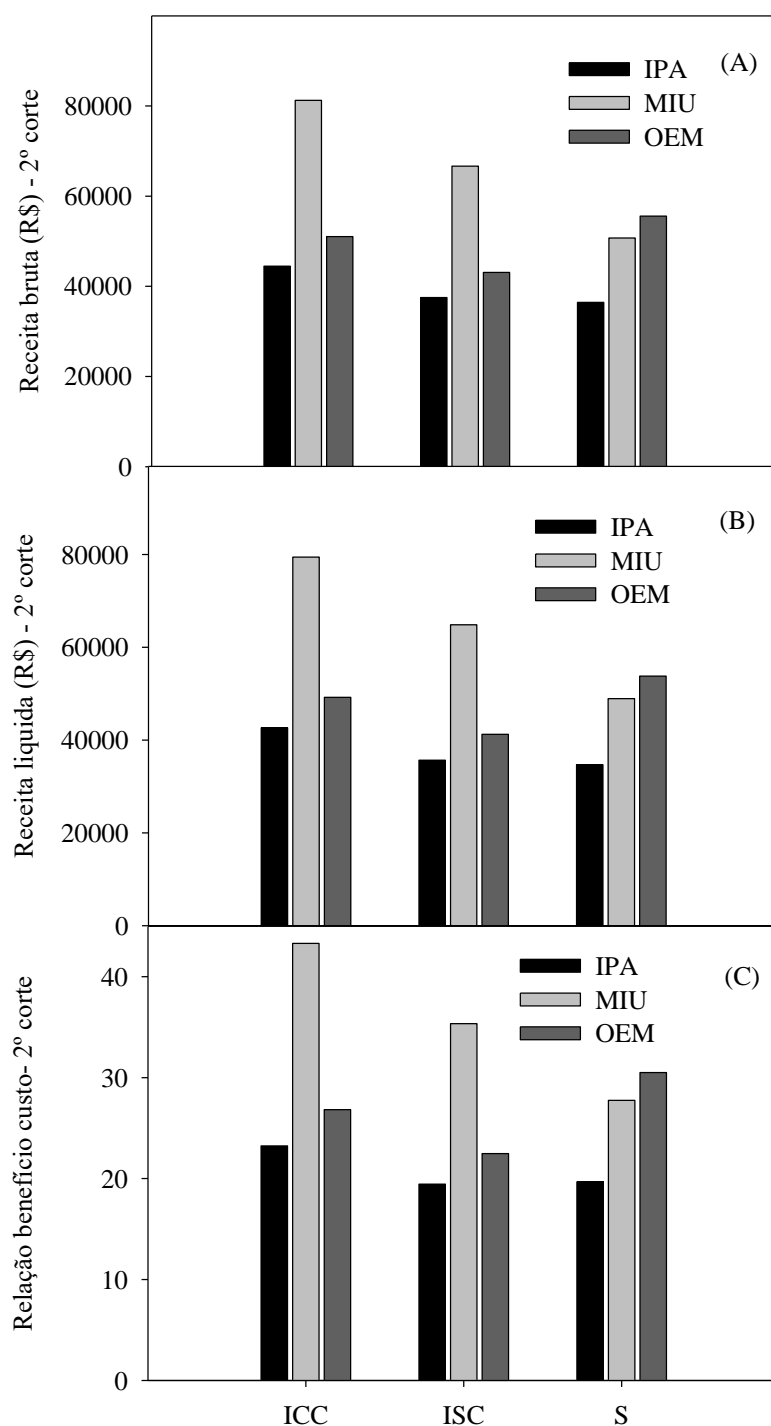 Receita bruta (R$) - 2º corte
80000
60000
40000
20000
0
IPA
MIU
OEM
(A)
Receita liquida (R$) - 2º corte
80000
60000
40000
20000
0
IPA
MIU
OEM
(B)
Relação benefício custo- 2º corte
40
30
20
10
0
IPA
MIU
OEM
(C)
ICC
ISC
S